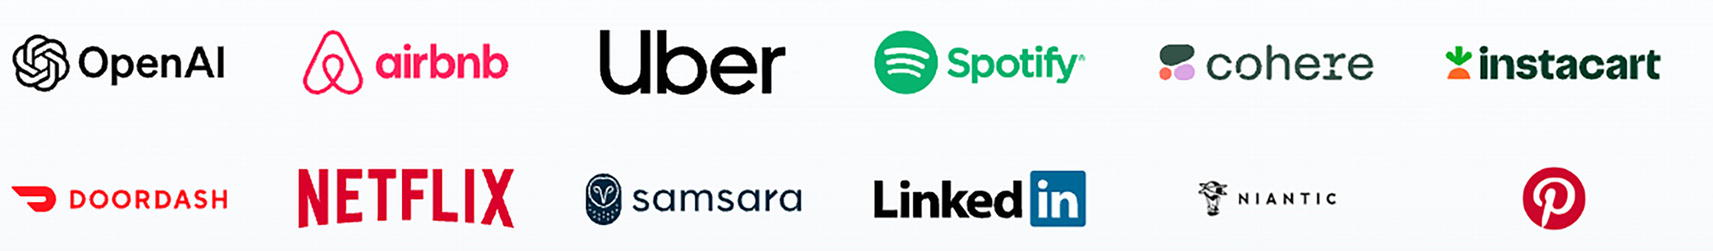 OpenAI airbnb Uber Spotify cohere instacart
DOORDASH NETFLIX samsara Linkedin NIANTIC